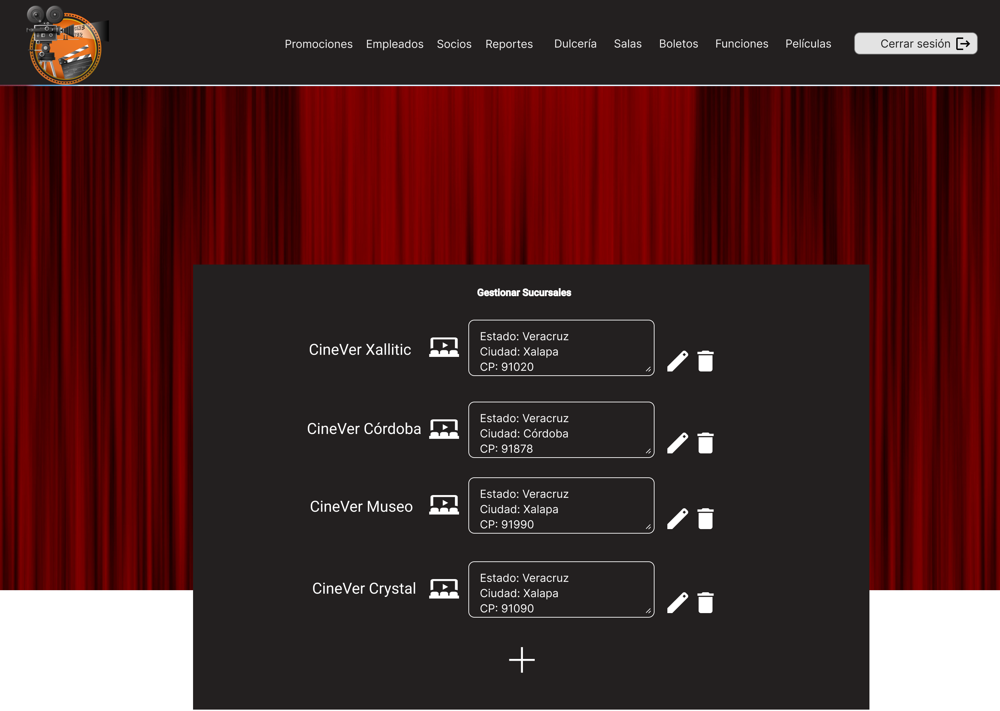 CINE
VER
Promociones Empleados Socios Reportes Dulcería Salas Boletos Funciones Películas Cerrar sesión
Gestionar Sucursales
CineVer Xallitic
Estado: Veracruz
Ciudad: Xalapa
CP: 91020
CineVer Córdoba
Estado: Veracruz
Ciudad: Córdoba
CP: 91878
CineVer Museo
Estado: Veracruz
Ciudad: Xalapa
CP: 91990
CineVer Crystal
Estado: Veracruz
Ciudad: Xalapa
CP: 91090